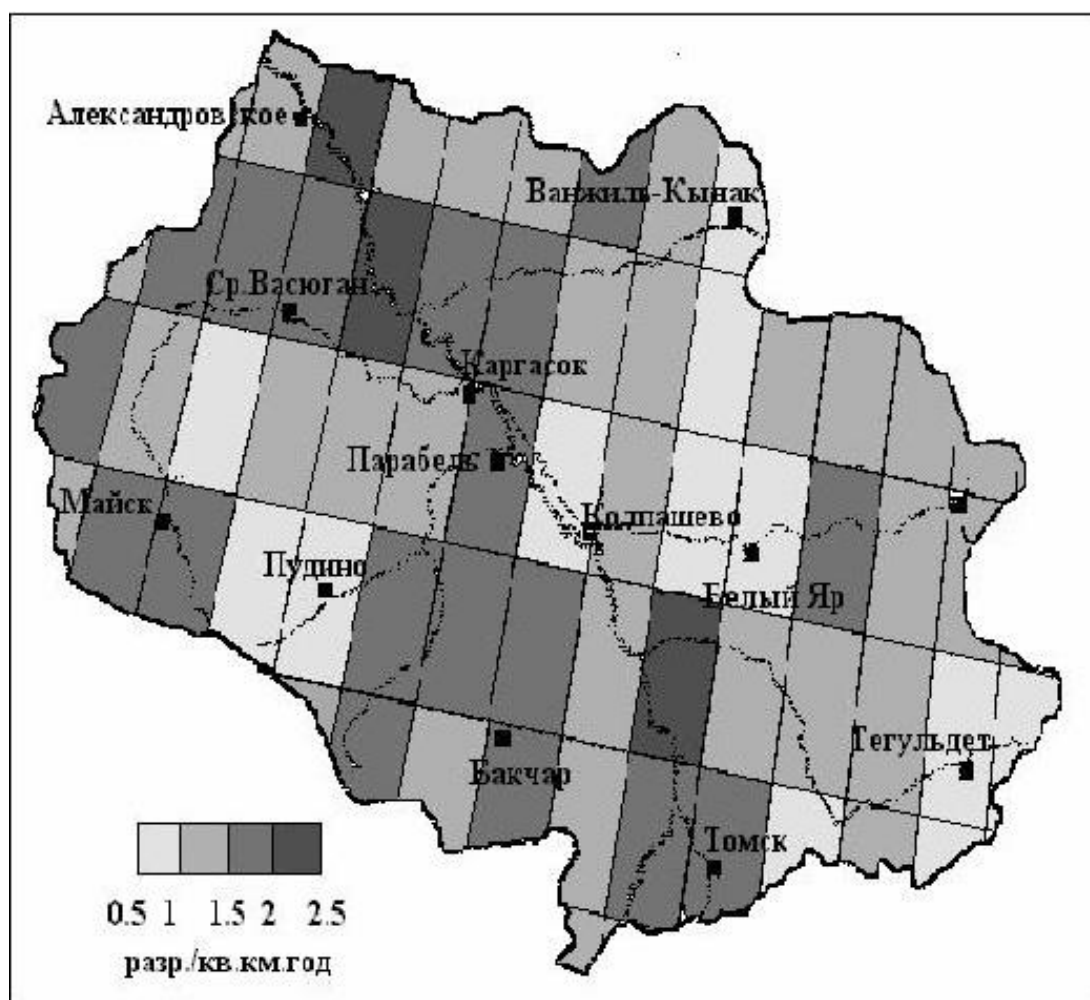 Александровское
Ванжиль-Кынак
Ср.Васюган
Каргасок
Парабель
Майск
Колпашево
Пудино
Белый Яр
Тегульдет
Бакчар
Томск
0.5 1 1.5 2 2.5
разр./кв.км.год